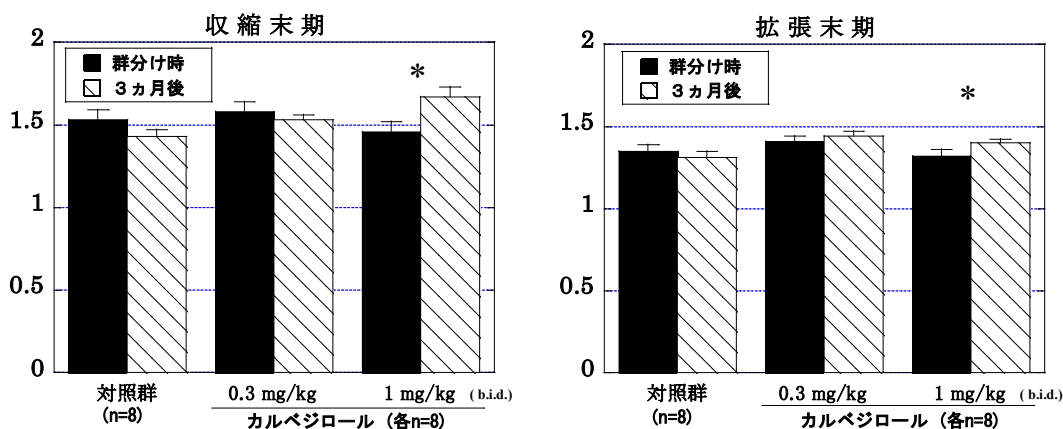 収縮末期
2
1.5
1
0.5
0
群分け時
３ヵ月後
*
対照群
(n=8)
0.3 mg/kg
1 mg/kg
( b.i.d.)
カルベジロール (各n=8)
拡張末期
2
1.5
1
0.5
0
群分け時
３ヵ月後
*
対照群
(n=8)
0.3 mg/kg
1 mg/kg
(b.i.d.)
カルベジロール (各n=8)